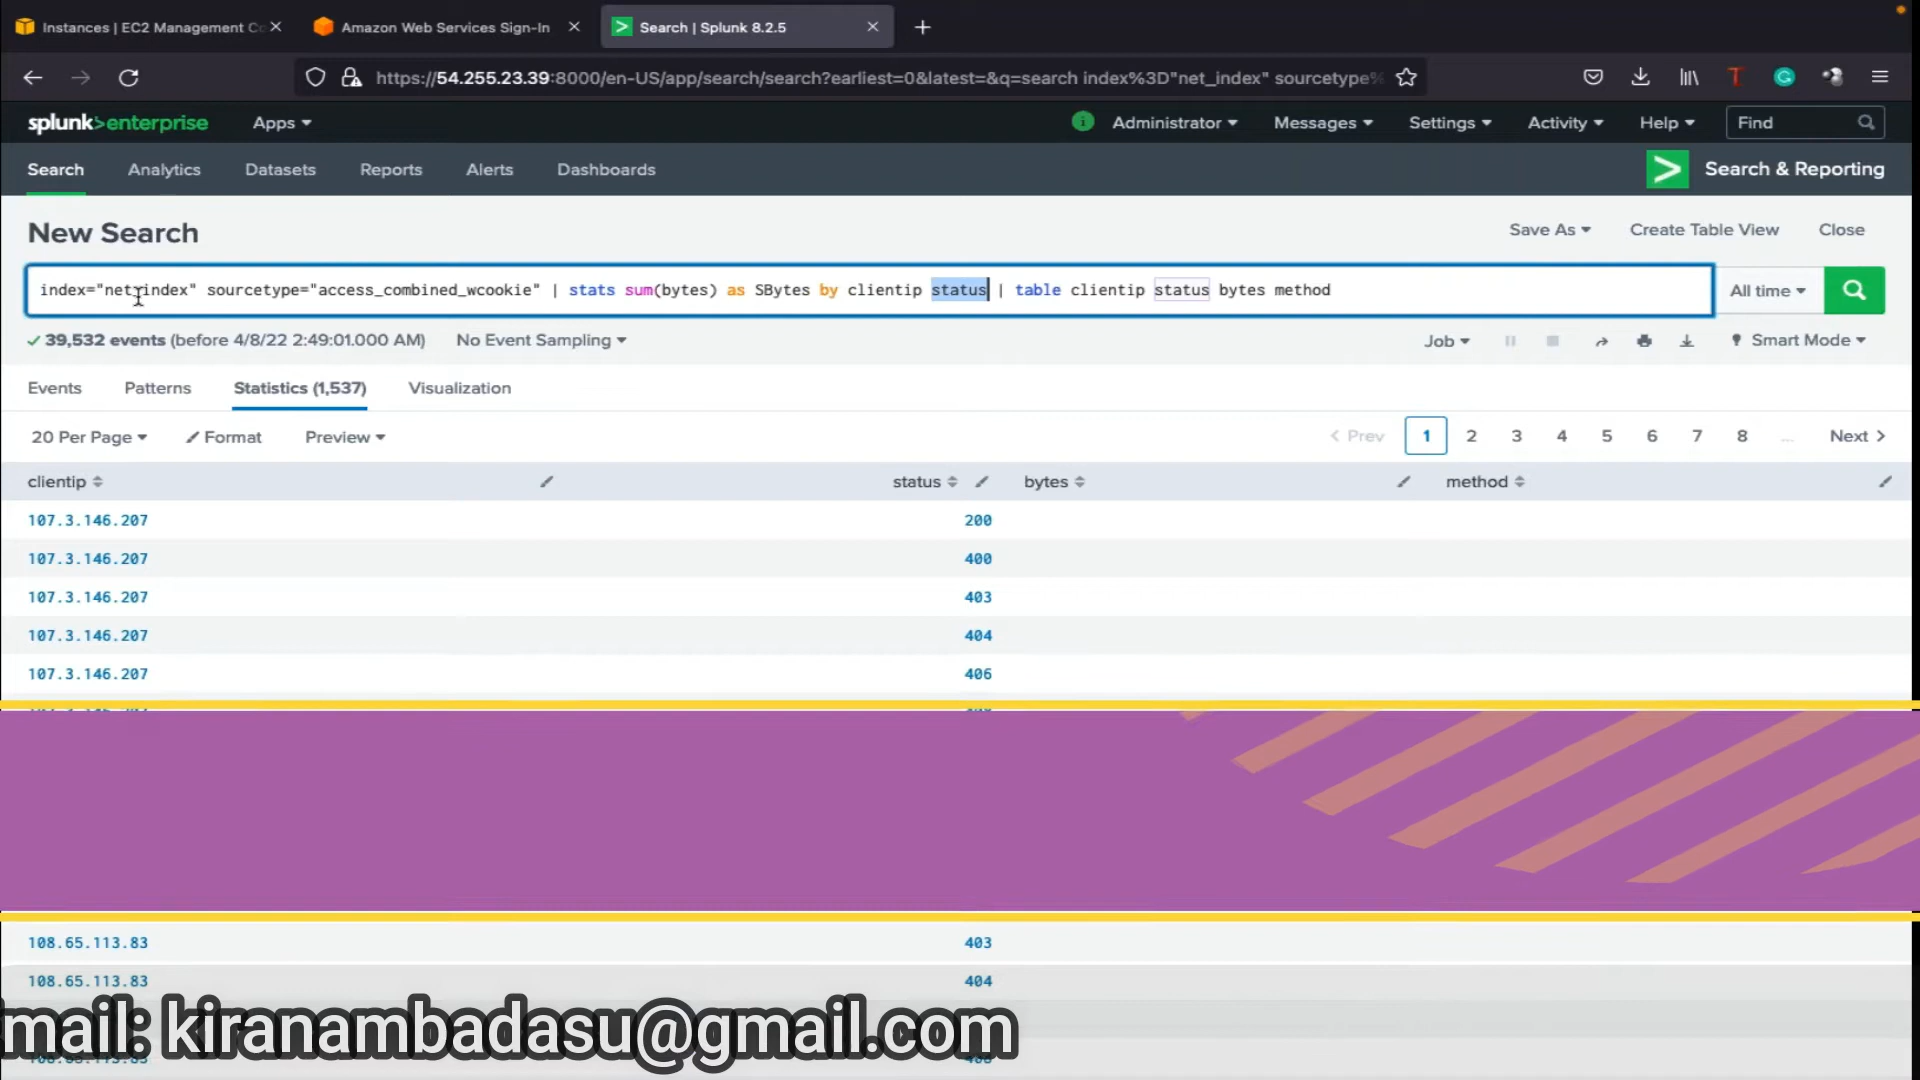 Instances | EC2 Management Co
Amazon Web Services Sign-In
Search | Splunk 8.2.5
https://54.255.23.39:8000/en-US/app/search/search?earliest=0&latest=&q=search index%3D"net_index" sourcetype%
splunk>enterprise Apps
Administrator Messages Settings Activity Help Find
Search Analytics Datasets Reports Alerts Dashboards
Search & Reporting
New Search
Save As Create Table View Close
index="net_index" sourcetype="access_combined_wcookie" | stats sum(bytes) as SBytes by clientip status | table clientip status bytes method
All time
39,532 events (before 4/8/22 2:49:01.000 AM) No Event Sampling
Job Smart Mode
Events Patterns Statistics (1,537) Visualization
20 Per Page Format Preview
< Prev 1 2 3 4 5 6 7 8 ... Next >
clientip status bytes method
107.3.146.207 200
107.3.146.207 400
107.3.146.207 403
107.3.146.207 404
107.3.146.207 406
108.65.113.83 403
108.65.113.83 404
mail: kiranambadasu@gmail.com